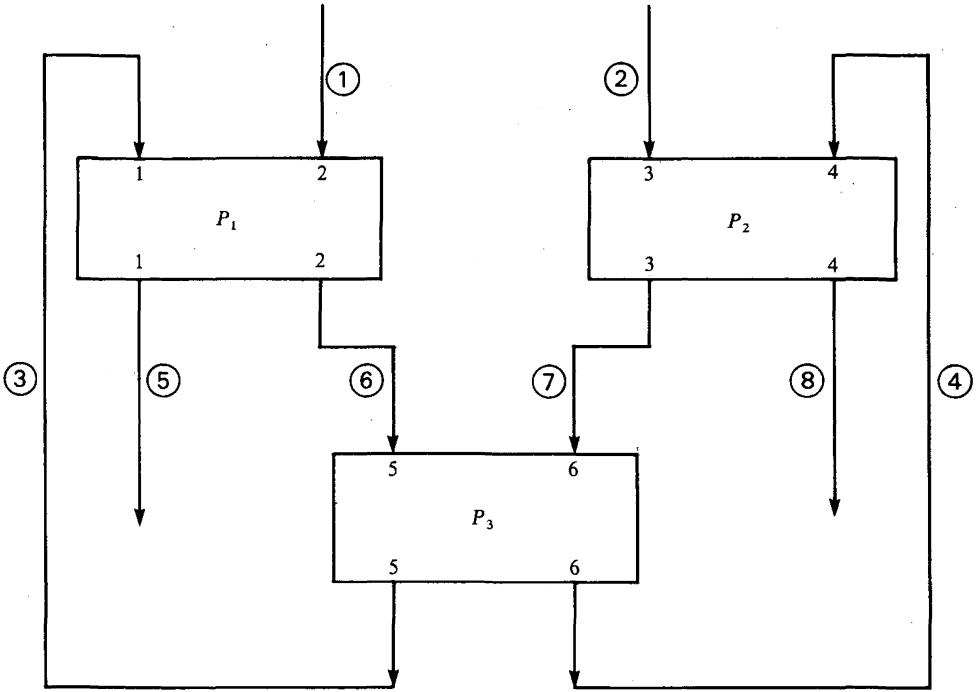 ① ②
1 2 3 4
P₁ P₂
1 2 3 4
③ ⑤ ⑥ ⑦ ⑧ ④
5 6
P₃
5 6